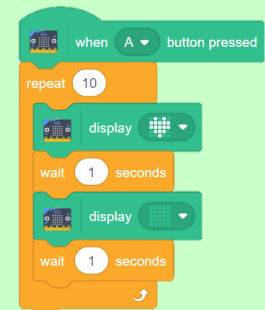 when A button pressed
repeat 10
display
wait 1 seconds
display
wait 1 seconds